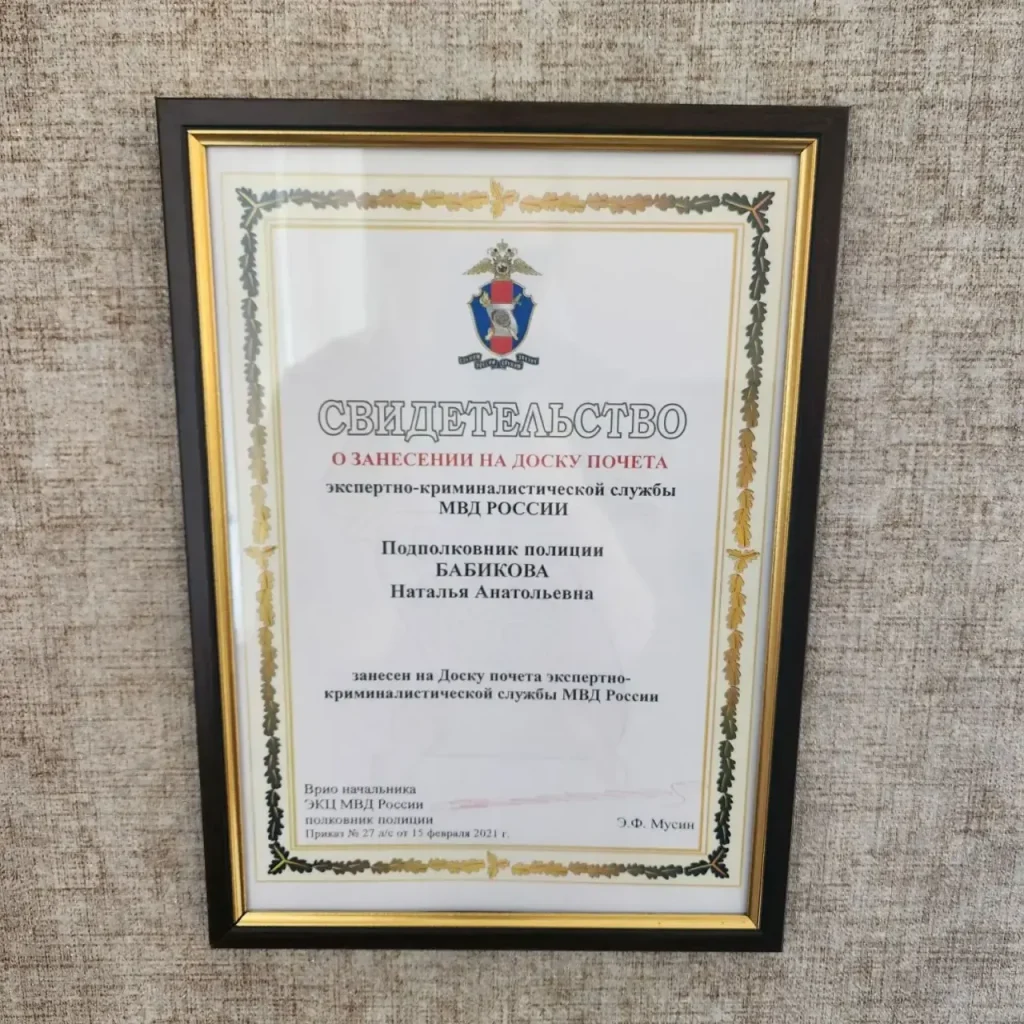 СВИДЕТЕЛЬСТВО
О ЗАНЕСЕНИИ НА ДОСКУ ПОЧЕТА
экспертно-криминалистической службы
МВД РОССИИ
Подполковник полиции
БАБИКОВА
Наталья Анатольевна
занесен на Доску почета экспертно-
криминалистической службы МВД России
Врио начальника
ЭКЦ МВД России
полковник полиции
Э.Ф. Мусин
Приказ № 27 л/с от 15 февраля 2021 г.